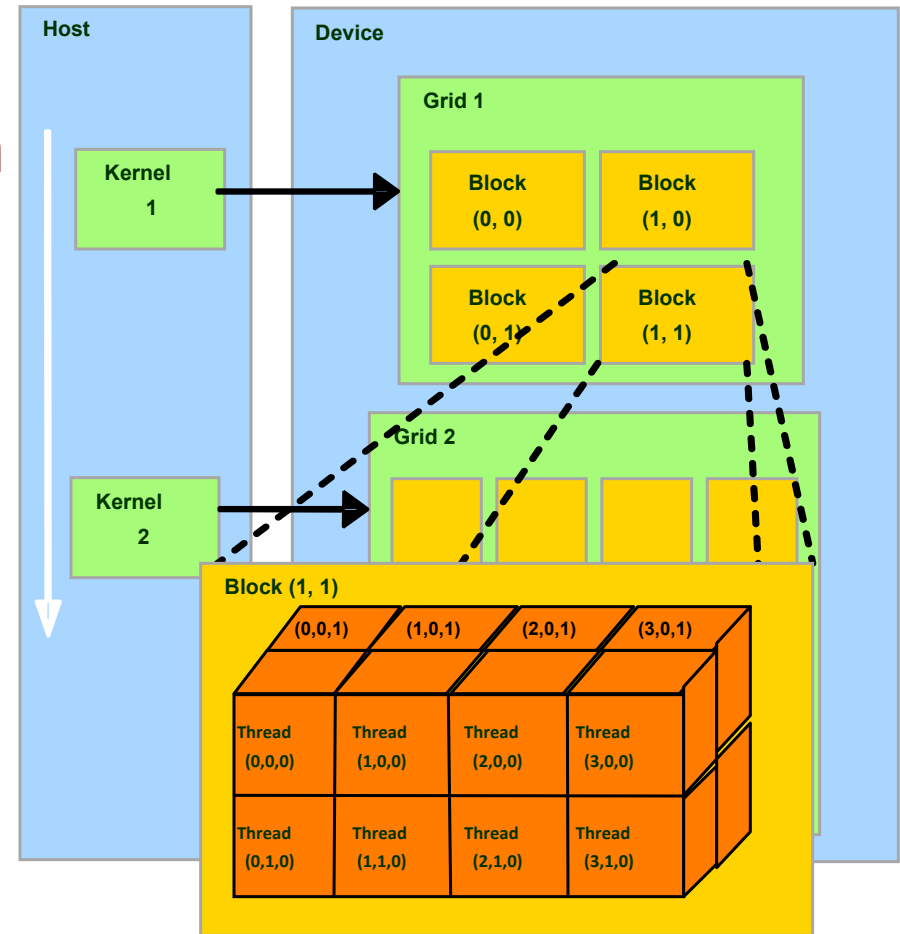 Host
Device
Grid 1
Kernel
1
Block
(0, 0)
Block
(1, 0)
Block
(0, 1)
Block
(1, 1)
Grid 2
Kernel
2
Block (1, 1)
(0,0,1)
(1,0,1)
(2,0,1)
(3,0,1)
Thread
(0,0,0)
Thread
(1,0,0)
Thread
(2,0,0)
Thread
(3,0,0)
Thread
(0,1,0)
Thread
(1,1,0)
Thread
(2,1,0)
Thread
(3,1,0)